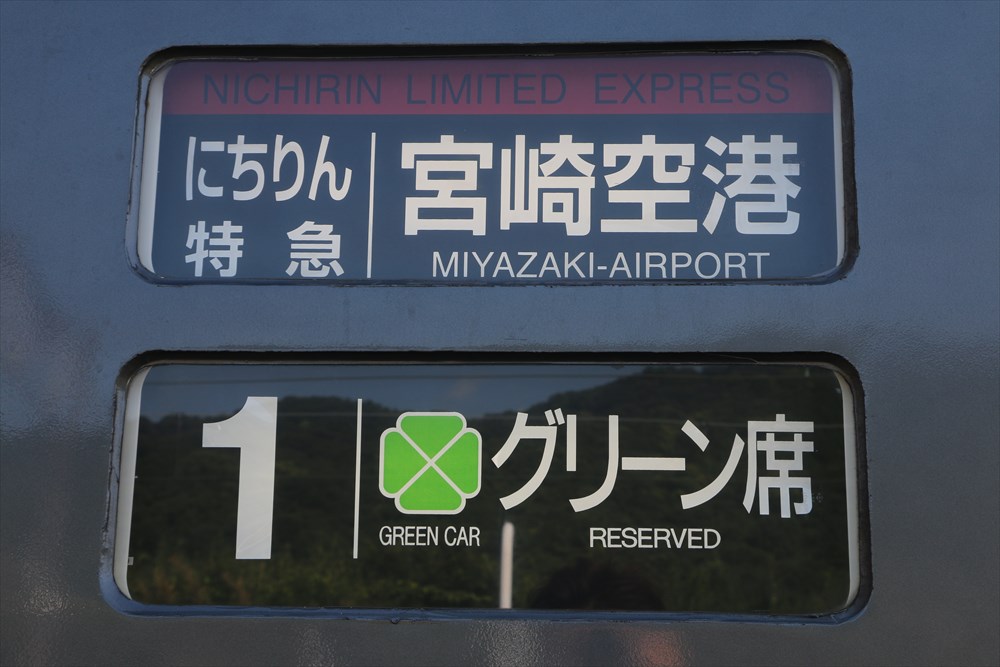 NICHIRIN LIMITED EXPRESS
にちりん
特急
宮崎空港
MIYAZAKI-AIRPORT
1
GREEN CAR
グリーン席
RESERVED